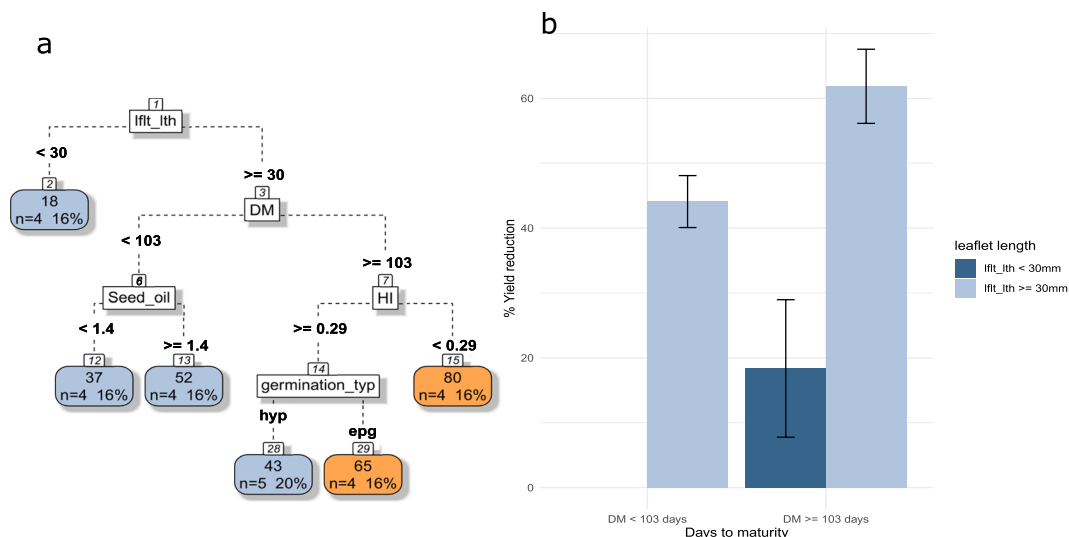 a
1
lflt_lth
< 30
>= 30
2
18
n=4 16%
3
DM
< 103
>= 103
6
Seed_oil
7
HI
< 1.4
>= 1.4
>= 0.29
< 0.29
12
37
n=4 16%
13
52
n=4 16%
14
germination_typ
15
80
n=4 16%
hyp
epg
28
43
n=5 20%
29
65
n=4 16%
b
% Yield reduction
60
40
20
0
DM < 103 days
DM >= 103 days
Days to maturity
leaflet length
lflt_lth < 30mm
lflt_lth >= 30mm